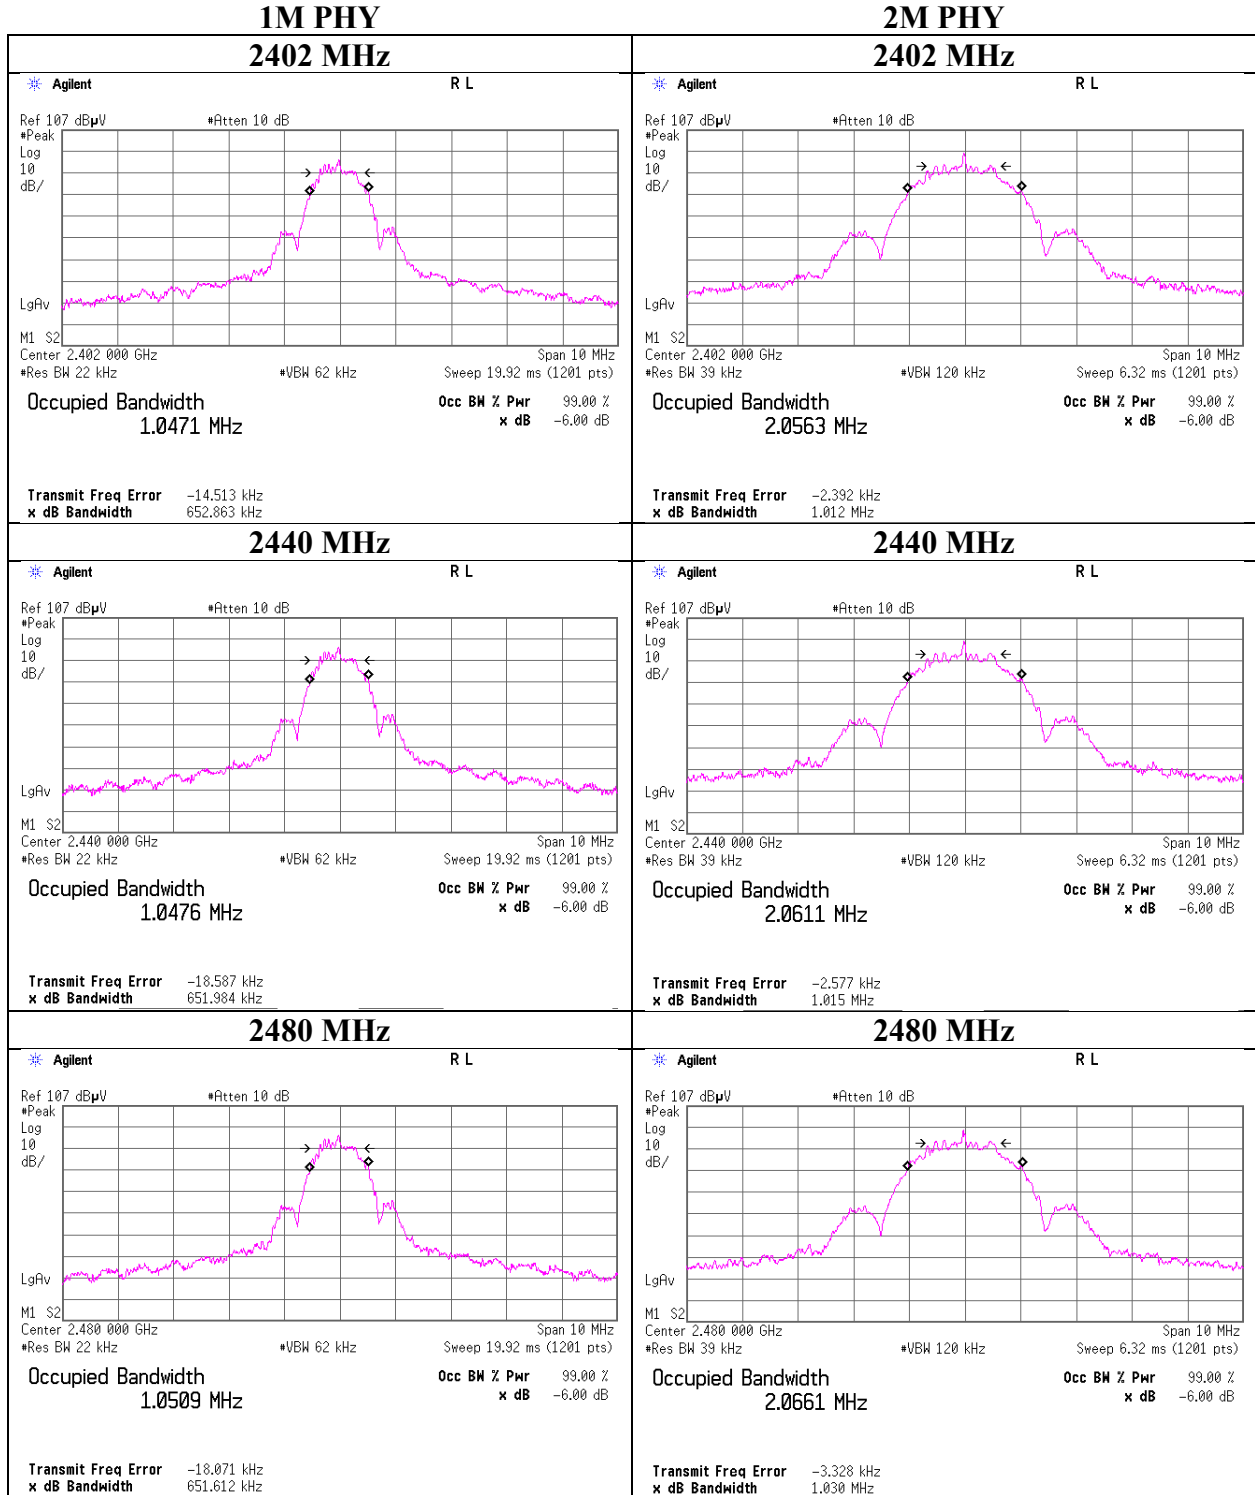 1M PHY
2M PHY
2402 MHz
2402 MHz
Agilent
R L
Ref 107 dBµV
#Atten 10 dB
#Peak
Log
10
dB/
LgAv
M1 S2
Center 2.402 000 GHz
Span 10 MHz
#Res BW 22 kHz
#VBW 62 kHz
Sweep 19.92 ms (1201 pts)
Occupied Bandwidth
1.0471 MHz
Occ BW % Pwr 99.00 %
x dB -6.00 dB
Transmit Freq Error -14.513 kHz
x dB Bandwidth 652.863 kHz
Agilent
R L
Ref 107 dBµV
#Atten 10 dB
#Peak
Log
10
dB/
LgAv
M1 S2
Center 2.402 000 GHz
Span 10 MHz
#Res BW 39 kHz
#VBW 120 kHz
Sweep 6.32 ms (1201 pts)
Occupied Bandwidth
2.0563 MHz
Occ BW % Pwr 99.00 %
x dB -6.00 dB
Transmit Freq Error -2.392 kHz
x dB Bandwidth 1.012 MHz
2440 MHz
2440 MHz
Agilent
R L
Ref 107 dBµV
#Atten 10 dB
#Peak
Log
10
dB/
LgAv
M1 S2
Center 2.440 000 GHz
Span 10 MHz
#Res BW 22 kHz
#VBW 62 kHz
Sweep 19.92 ms (1201 pts)
Occupied Bandwidth
1.0476 MHz
Occ BW % Pwr 99.00 %
x dB -6.00 dB
Transmit Freq Error -18.587 kHz
x dB Bandwidth 651.984 kHz
Agilent
R L
Ref 107 dBµV
#Atten 10 dB
#Peak
Log
10
dB/
LgAv
M1 S2
Center 2.440 000 GHz
Span 10 MHz
#Res BW 39 kHz
#VBW 120 kHz
Sweep 6.32 ms (1201 pts)
Occupied Bandwidth
2.0611 MHz
Occ BW % Pwr 99.00 %
x dB -6.00 dB
Transmit Freq Error -2.577 kHz
x dB Bandwidth 1.015 MHz
2480 MHz
2480 MHz
Agilent
R L
Ref 107 dBµV
#Atten 10 dB
#Peak
Log
10
dB/
LgAv
M1 S2
Center 2.480 000 GHz
Span 10 MHz
#Res BW 22 kHz
#VBW 62 kHz
Sweep 19.92 ms (1201 pts)
Occupied Bandwidth
1.0509 MHz
Occ BW % Pwr 99.00 %
x dB -6.00 dB
Transmit Freq Error -18.071 kHz
x dB Bandwidth 651.612 kHz
Agilent
R L
Ref 107 dBµV
#Atten 10 dB
#Peak
Log
10
dB/
LgAv
M1 S2
Center 2.480 000 GHz
Span 10 MHz
#Res BW 39 kHz
#VBW 120 kHz
Sweep 6.32 ms (1201 pts)
Occupied Bandwidth
2.0661 MHz
Occ BW % Pwr 99.00 %
x dB -6.00 dB
Transmit Freq Error -3.328 kHz
x dB Bandwidth 1.030 MHz